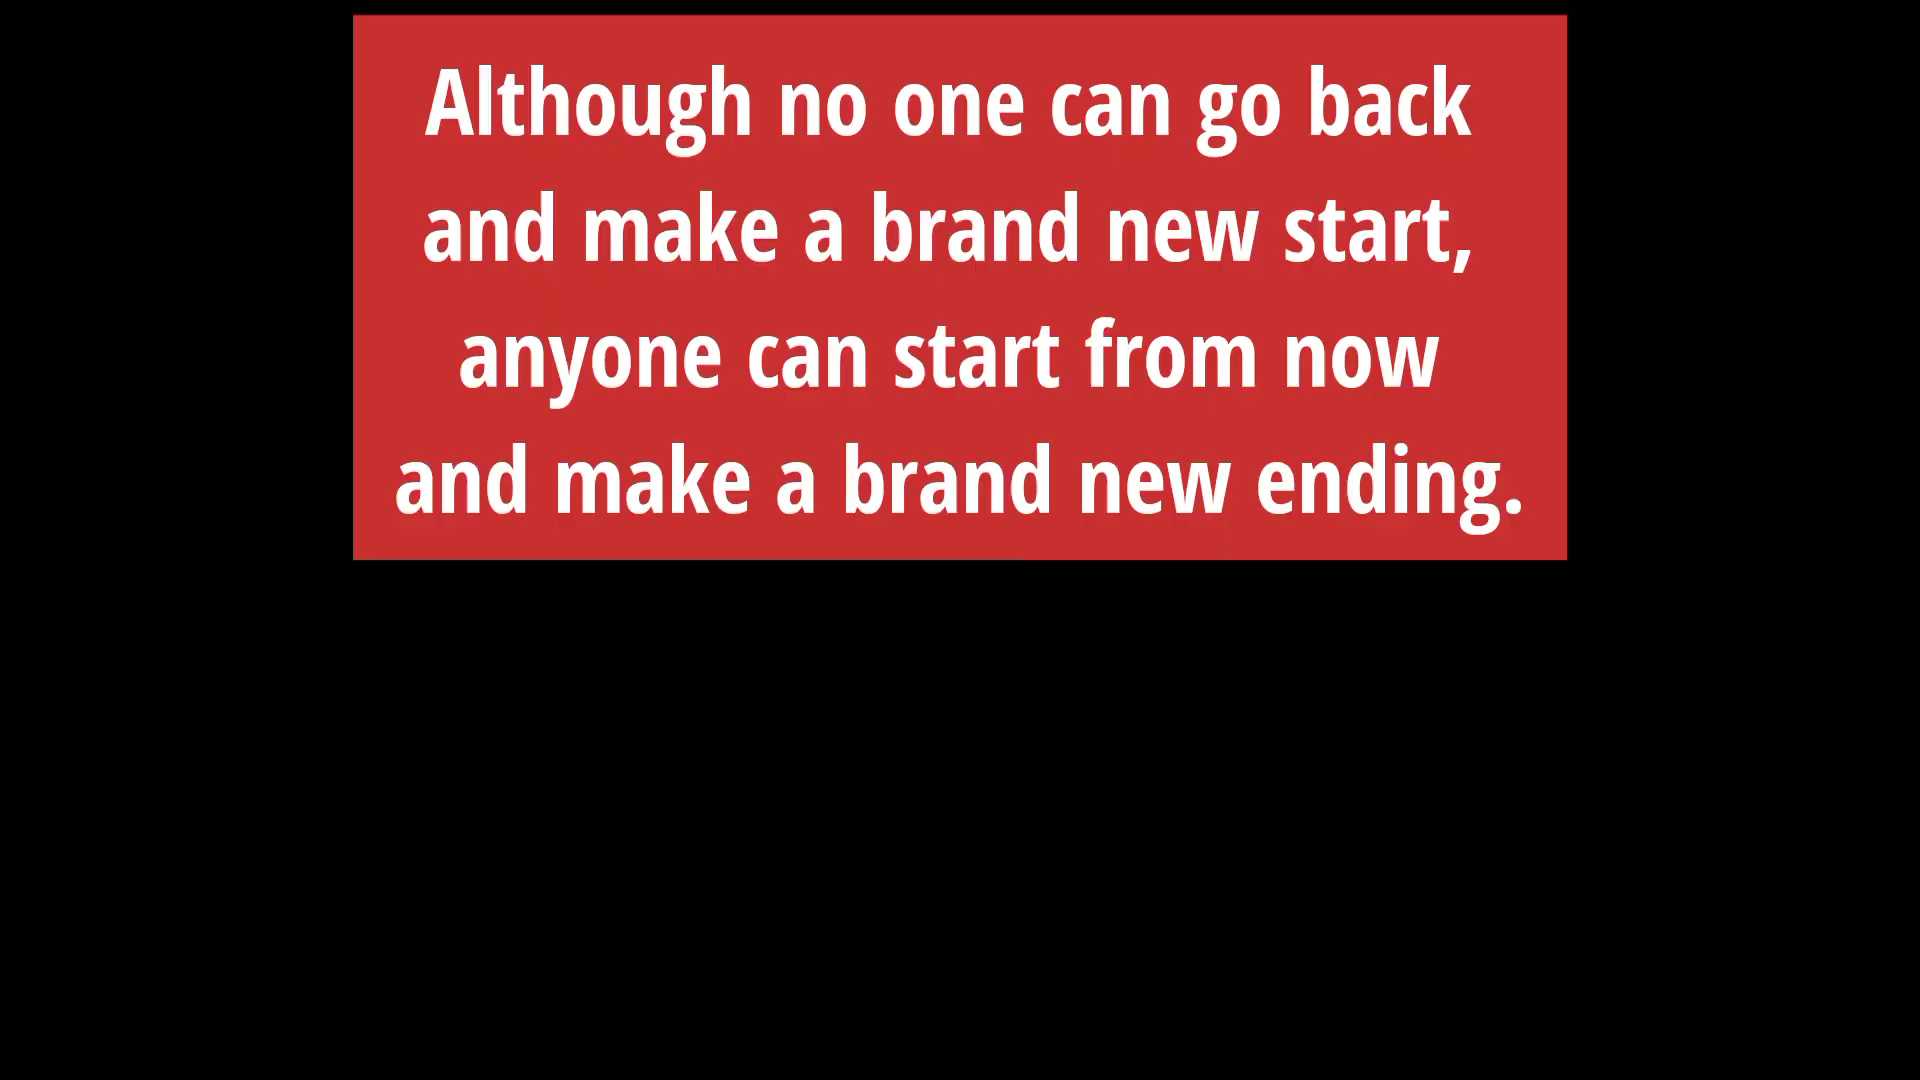 Although no one can go back
and make a brand new start,
anyone can start from now
and make a brand new ending.